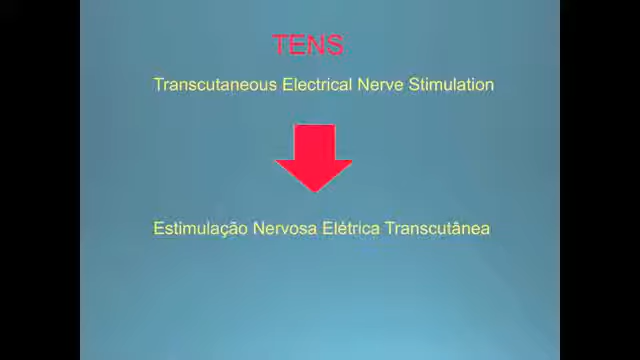 TENS
Transcutaneous Electrical Nerve Stimulation
Estimulação Nervosa Elétrica Transcutânea